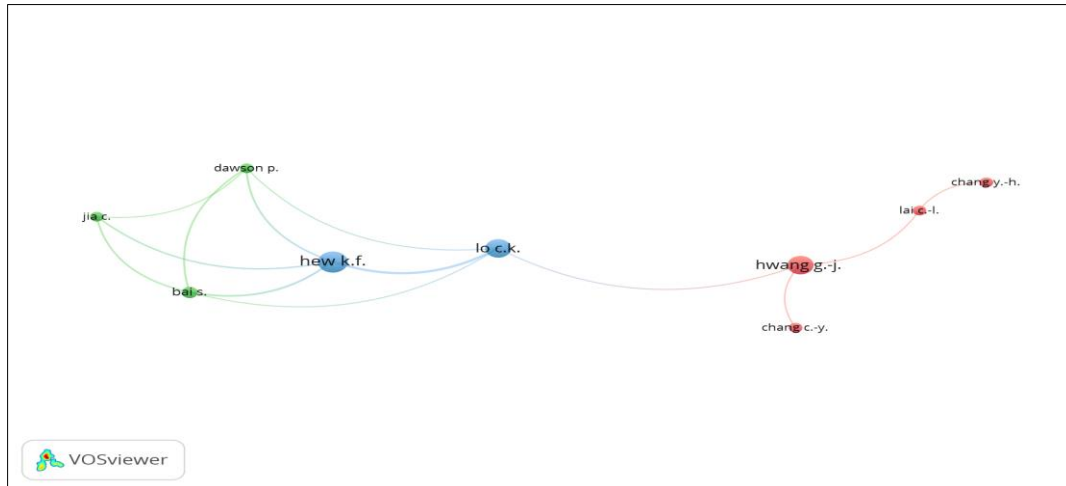 dawson p.
chang y.-h.
lai c.-l.
jia c.
lo c.k.
hew k.f.
hwang g.-j.
bai s.
chang c.-y.
VOSviewer